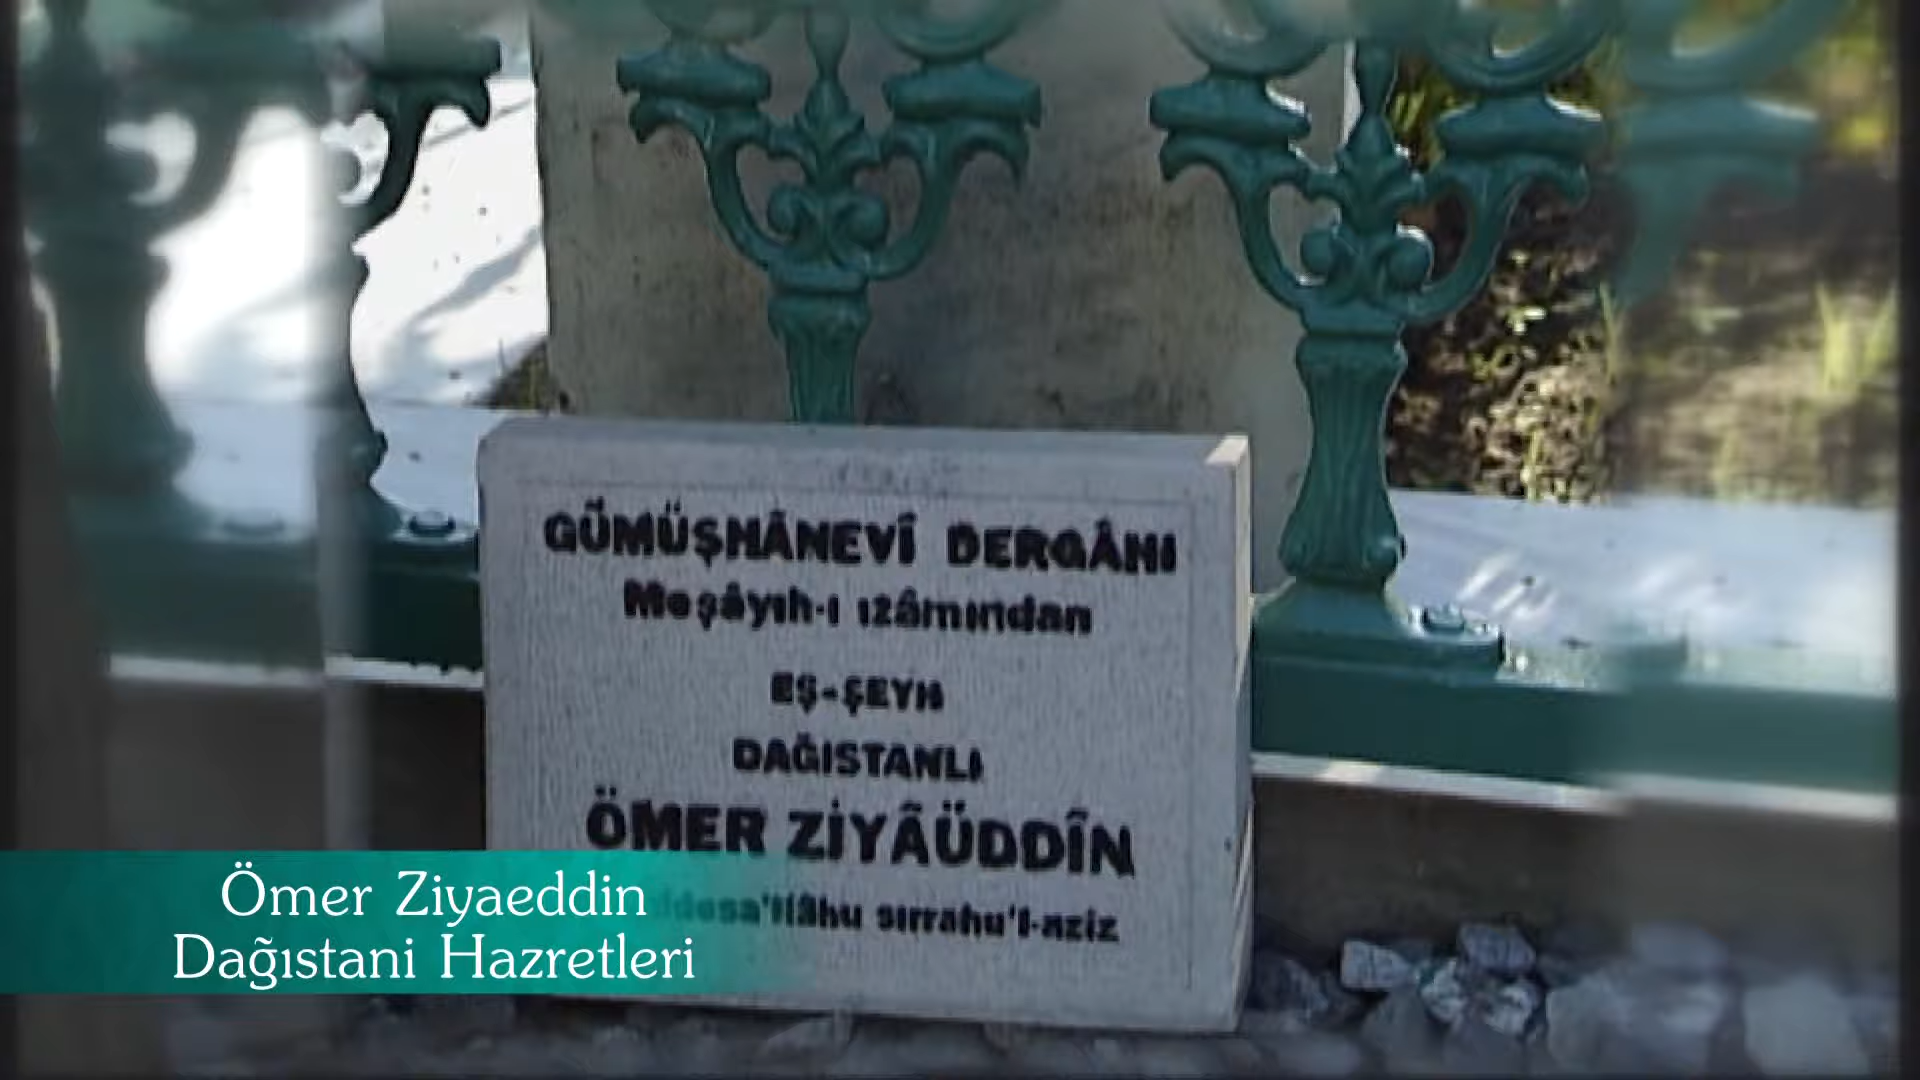 GÜMÜŞHÂNEVÎ DERGÂHI
Meşâyıh-ı ızâmından
EŞ-ŞEYH
DAĞISTANLI
ÖMER ZİYÂÜDDÎN
sırrahu'l-aziz
Ömer Ziyaeddin
Dağıstani Hazretleri